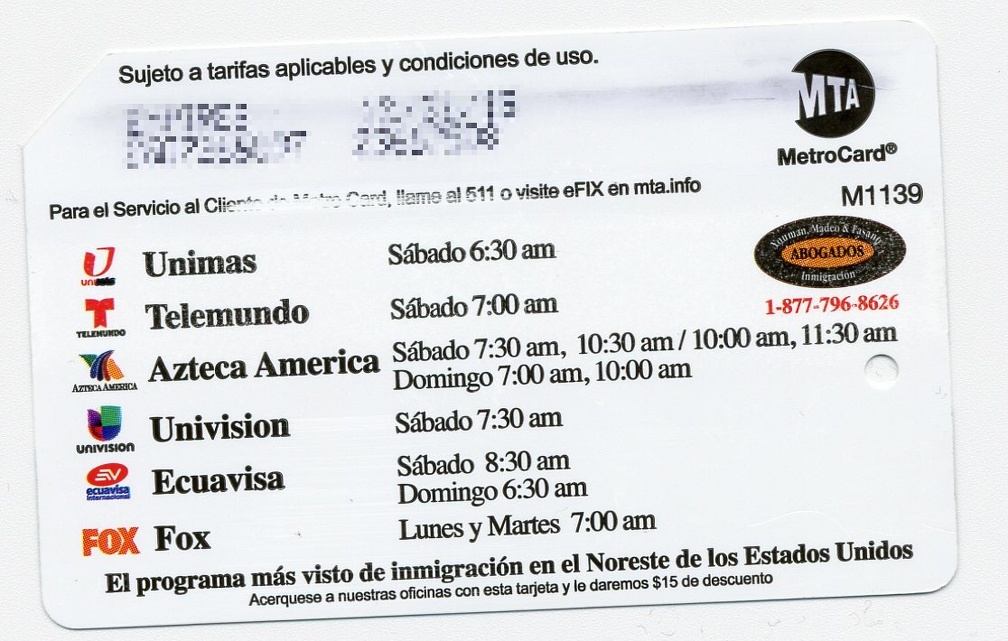 Sujeto a tarifas aplicables y condiciones de uso.
MTA
MetroCard®
Para el Servicio al Cliente de Metro Card, llame al 511 o visite eFIX en mta.info
M1139
Youman, Madeo & Fasano
ABOGADOS
Inmigración
1-877-796-8626
Unimas Sábado 6:30 am
TELEMUNDO
Telemundo Sábado 7:00 am
AZTECA AMERICA
Azteca America Sábado 7:30 am, 10:30 am / 10:00 am, 11:30 am
Domingo 7:00 am, 10:00 am
UNIVISION
Univision Sábado 7:30 am
ecuavisa
internacional
Ecuavisa Sábado 8:30 am
Domingo 6:30 am
FOX Fox Lunes y Martes 7:00 am
El programa más visto de inmigración en el Noreste de los Estados Unidos
Acerquese a nuestras oficinas con esta tarjeta y le daremos $15 de descuento